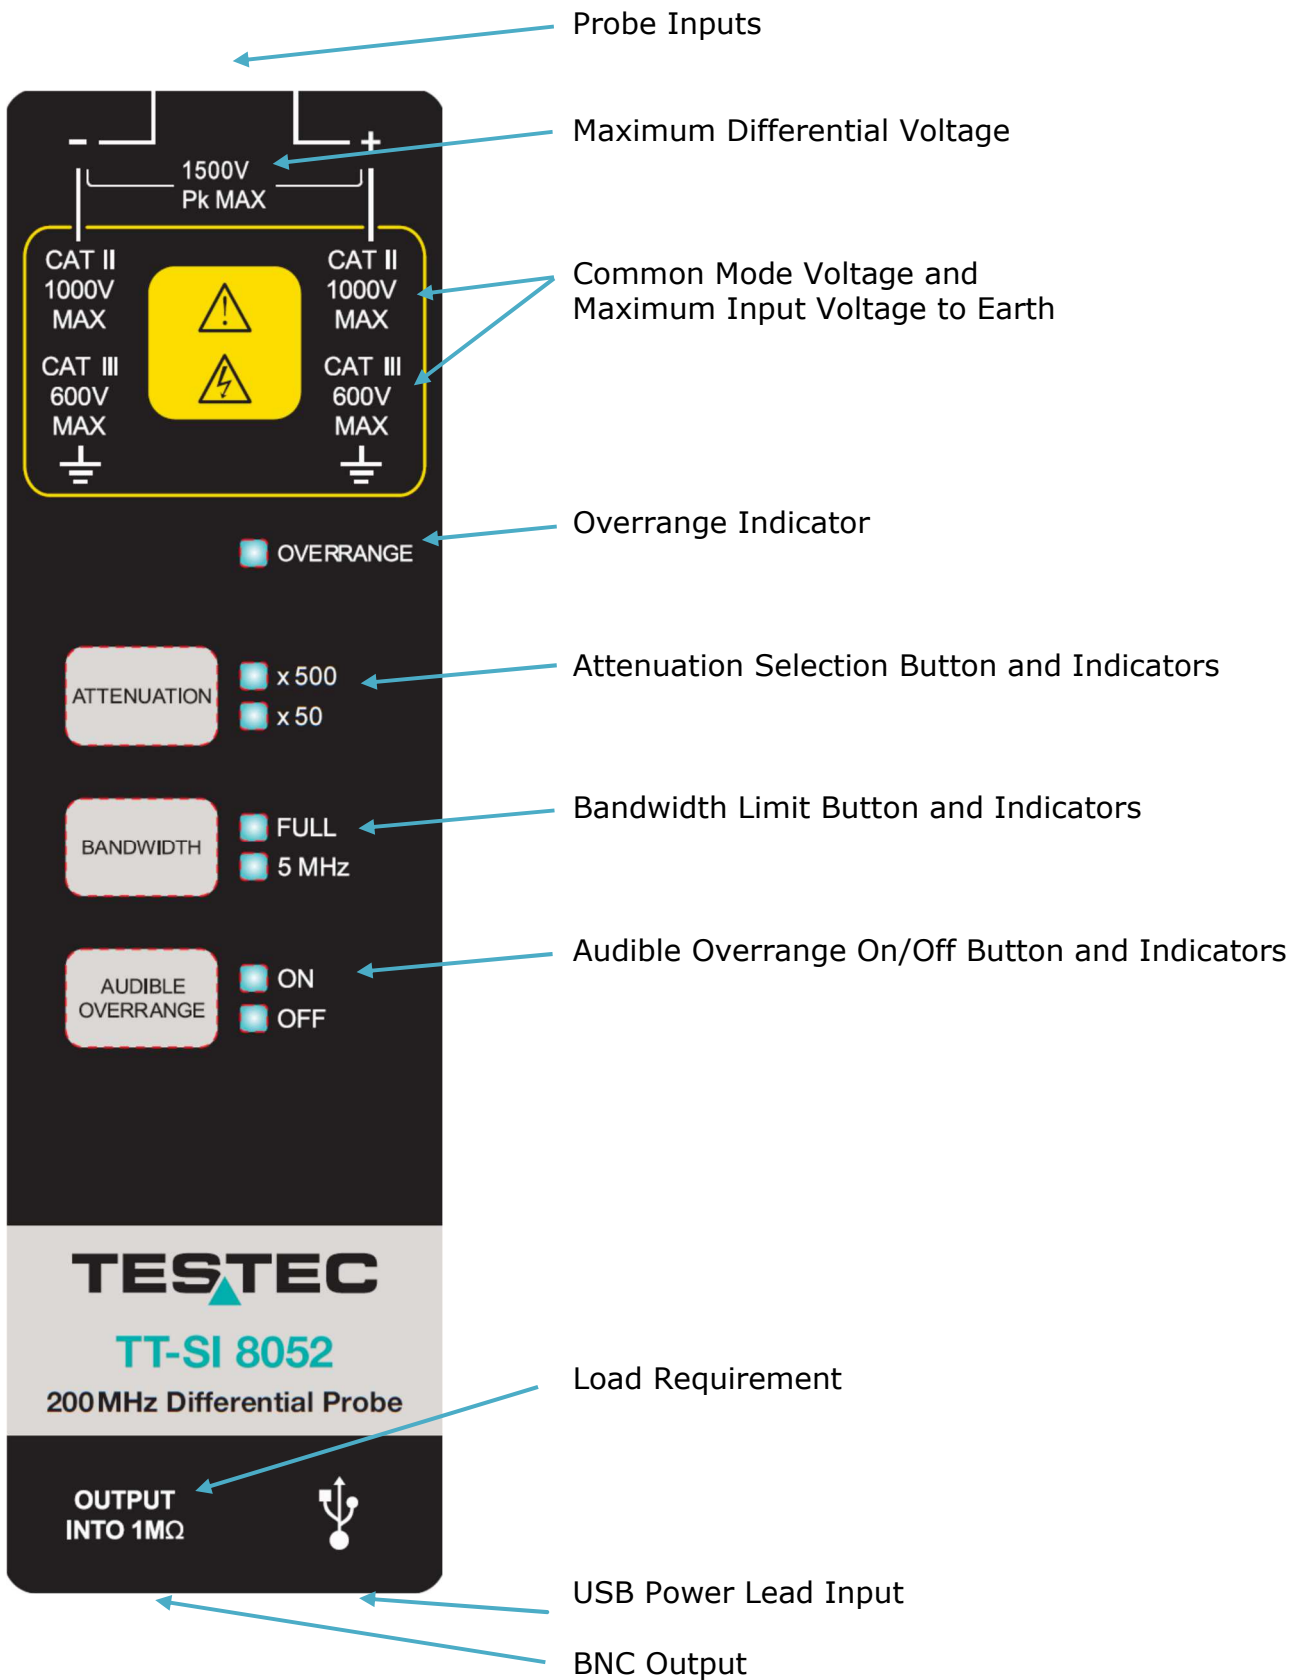 Probe Inputs
- +
Maximum Differential Voltage
1500V
Pk MAX
CAT II
1000V
MAX
CAT III
600V
MAX
CAT II
1000V
MAX
CAT III
600V
MAX
Common Mode Voltage and
Maximum Input Voltage to Earth
Overrange Indicator
OVERRANGE
Attenuation Selection Button and Indicators
ATTENUATION
x 500
x 50
Bandwidth Limit Button and Indicators
BANDWIDTH
FULL
5 MHz
Audible Overrange On/Off Button and Indicators
AUDIBLE
OVERRANGE
ON
OFF
TESTEC
TT-SI 8052
200MHz Differential Probe
Load Requirement
OUTPUT
INTO 1MΩ
USB Power Lead Input
BNC Output